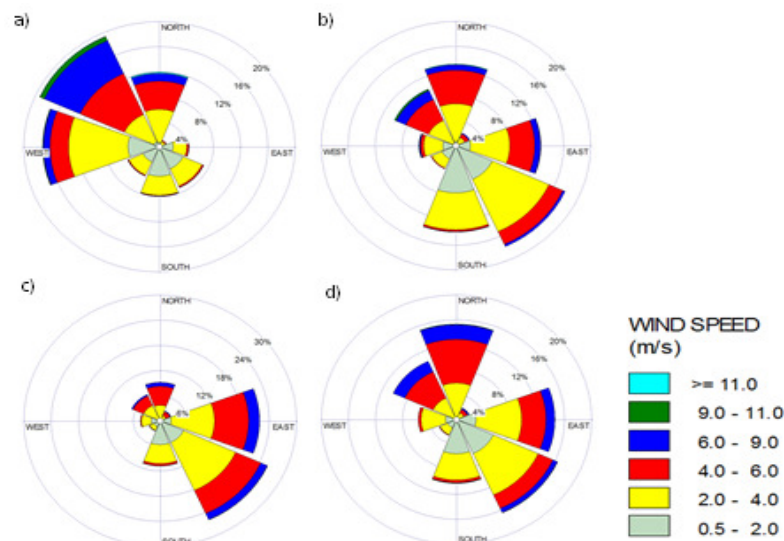 a)
NORTH
20%
16%
12%
8%
4%
WEST
EAST
SOUTH
b)
NORTH
20%
16%
12%
8%
4%
WEST
EAST
SOUTH
c)
NORTH
30%
24%
18%
12%
6%
WEST
EAST
SOUTH
d)
NORTH
20%
16%
12%
8%
4%
WEST
EAST
SOUTH
WIND SPEED
(m/s)
>= 11.0
9.0 - 11.0
6.0 - 9.0
4.0 - 6.0
2.0 - 4.0
0.5 - 2.0